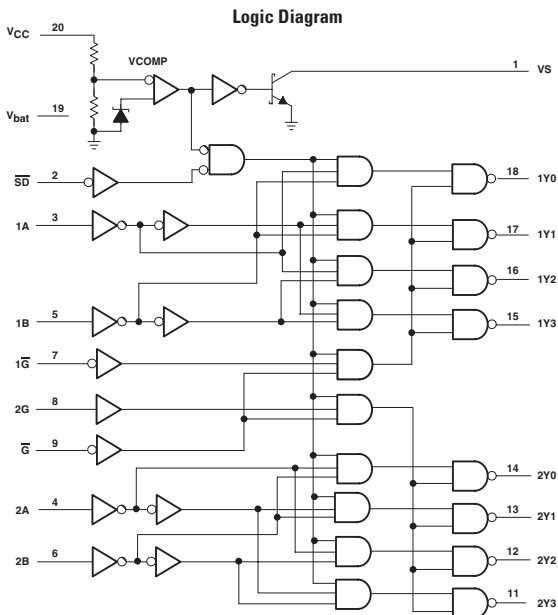 Logic Diagram
VCC 20
VCOMP
1 VS
Vbat 19
S̅D̅ 2
18 1Y0
1A 3
17 1Y1
16 1Y2
1B 5
15 1Y3
1G̅ 7
2G 8
G̅ 9
14 2Y0
2A 4
13 2Y1
12 2Y2
2B 6
11 2Y3